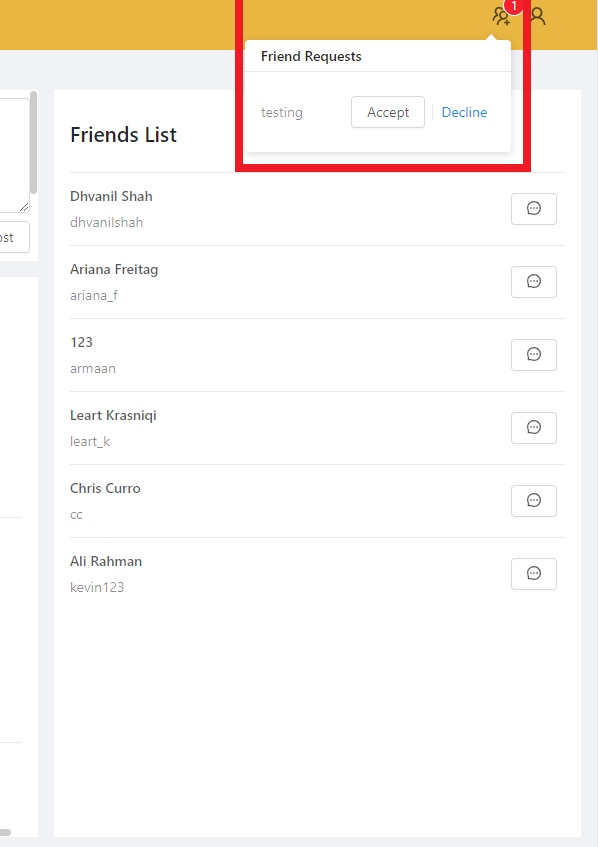 1
Friend Requests
testing Accept Decline
Friends List
Dhvanil Shah
dhvanilshah
Ariana Freitag
ariana_f
123
armaan
Leart Krasniqi
leart_k
Chris Curro
cc
Ali Rahman
kevin123
ost